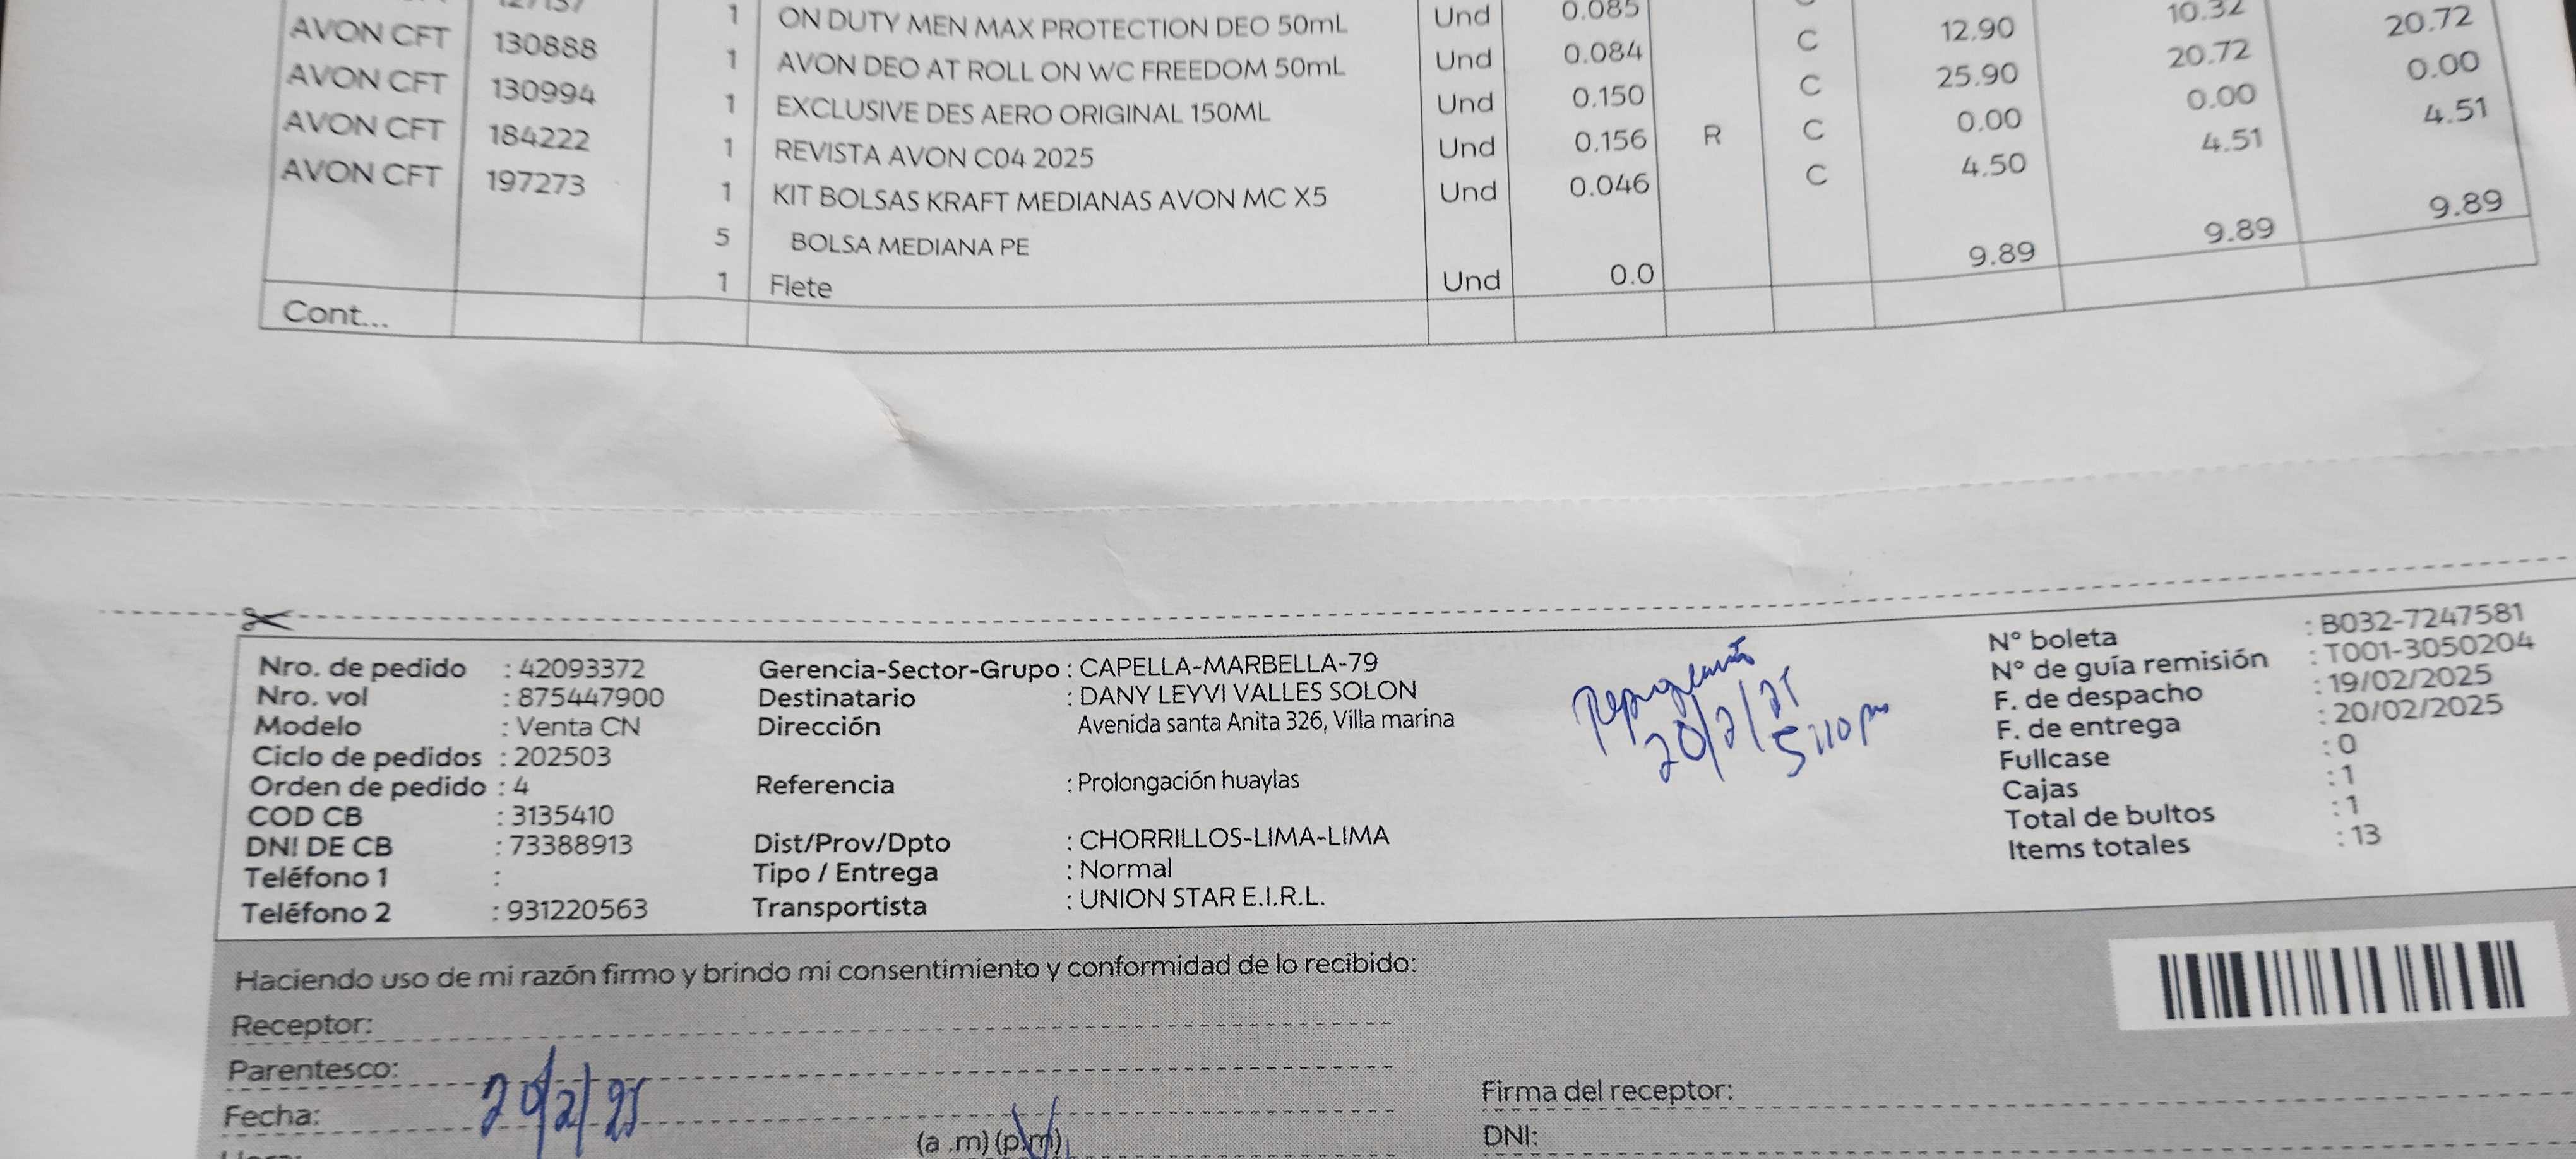 1 ON DUTY MEN MAX PROTECTION DEO 50mL Und 0.085 12.90 10.32
AVON CFT 130888 1 AVON DEO AT ROLL ON WC FREEDOM 50mL Und 0.084 C 25.90 20.72 20.72
AVON CFT 130994 1 EXCLUSIVE DES AERO ORIGINAL 150ML Und 0.150 C 0.00 0.00 0.00
AVON CFT 184222 1 REVISTA AVON C04 2025 Und 0.156 R C 4.50 4.51 4.51
AVON CFT 197273 1 KIT BOLSAS KRAFT MEDIANAS AVON MC X5 Und 0.046 C
5 BOLSA MEDIANA PE
1 Flete Und 0.0 9.89 9.89 9.89
Cont...
Nro. de pedido : 42093372
Nro. vol : 875447900
Modelo : Venta CN
Ciclo de pedidos : 202503
Orden de pedido : 4
COD CB : 3135410
DNI DE CB : 73388913
Teléfono 1 :
Teléfono 2 : 931220563
Gerencia-Sector-Grupo : CAPELLA-MARBELLA-79
Destinatario : DANY LEYVI VALLES SOLON
Dirección Avenida santa Anita 326, Villa marina
Referencia : Prolongación huaylas
Dist/Prov/Dpto : CHORRILLOS-LIMA-LIMA
Tipo / Entrega : Normal
Transportista : UNION STAR E.I.R.L.
20/2/25
5:10 pm
N° boleta : B032-7247581
N° de guía remisión : T001-3050204
F. de despacho : 19/02/2025
F. de entrega : 20/02/2025
Fullcase : 0
Cajas : 1
Total de bultos : 1
Items totales : 13
Haciendo uso de mi razón firmo y brindo mi consentimiento y conformidad de lo recibido:
Receptor:
Parentesco:
Fecha: 20/2/25
(a .m) (p.m)
Firma del receptor:
DNI: